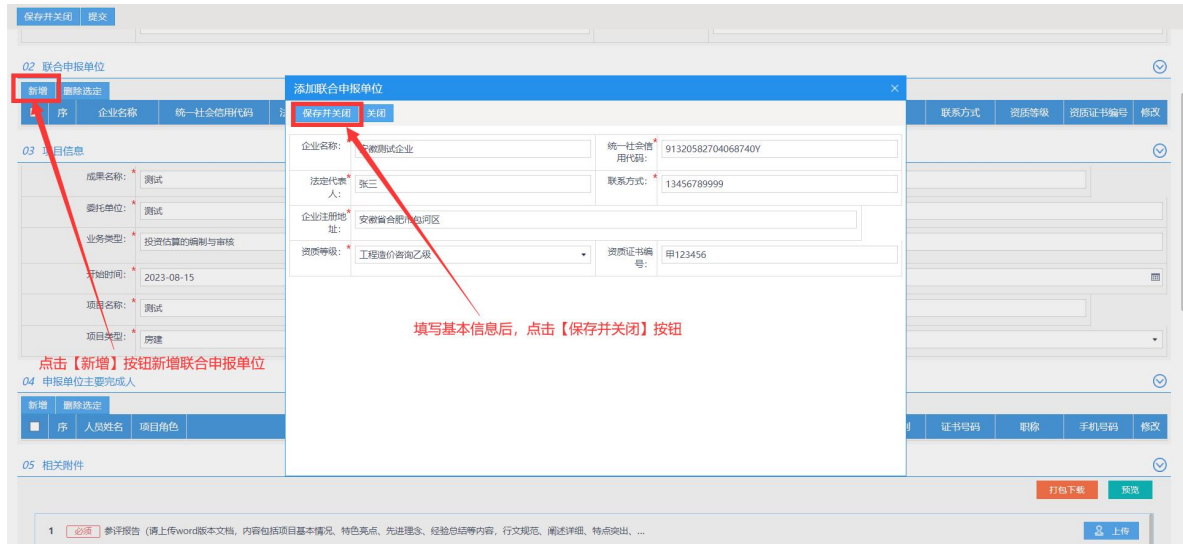 保存并关闭 提交
02 联合申报单位
新增 删除选定
序 企业名称 统一社会信用代码 联系方式 资质等级 资质证书编号 修改
添加联合申报单位 ×
保存并关闭 关闭
企业名称: * 安徽测试企业 统一社会信用代码: * 91320582704068740Y
法定代表人: * 张三 联系方式: * 13456789999
企业注册地址: * 安徽省合肥市包河区
资质等级: * 工程造价咨询乙级 资质证书编号: 甲123456
填写基本信息后，点击【保存并关闭】按钮
03 项目信息
成果名称: * 测试
委托单位: * 测试
业务类型: * 投资估算的编制与审核
开始时间: * 2023-08-15
项目名称: * 测试
项目类型: * 房建
点击【新增】按钮新增联合申报单位
04 申报单位主要完成人
新增 删除选定
序 人员姓名 项目角色 证书号码 职称 手机号码 修改
05 相关附件
打包下载 预览
1 必须 参评报告（请上传word版本文档，内容包括项目基本情况、特色亮点、先进理念、经验总结等内容，行文规范、阐述详细、特点突出、... 上传